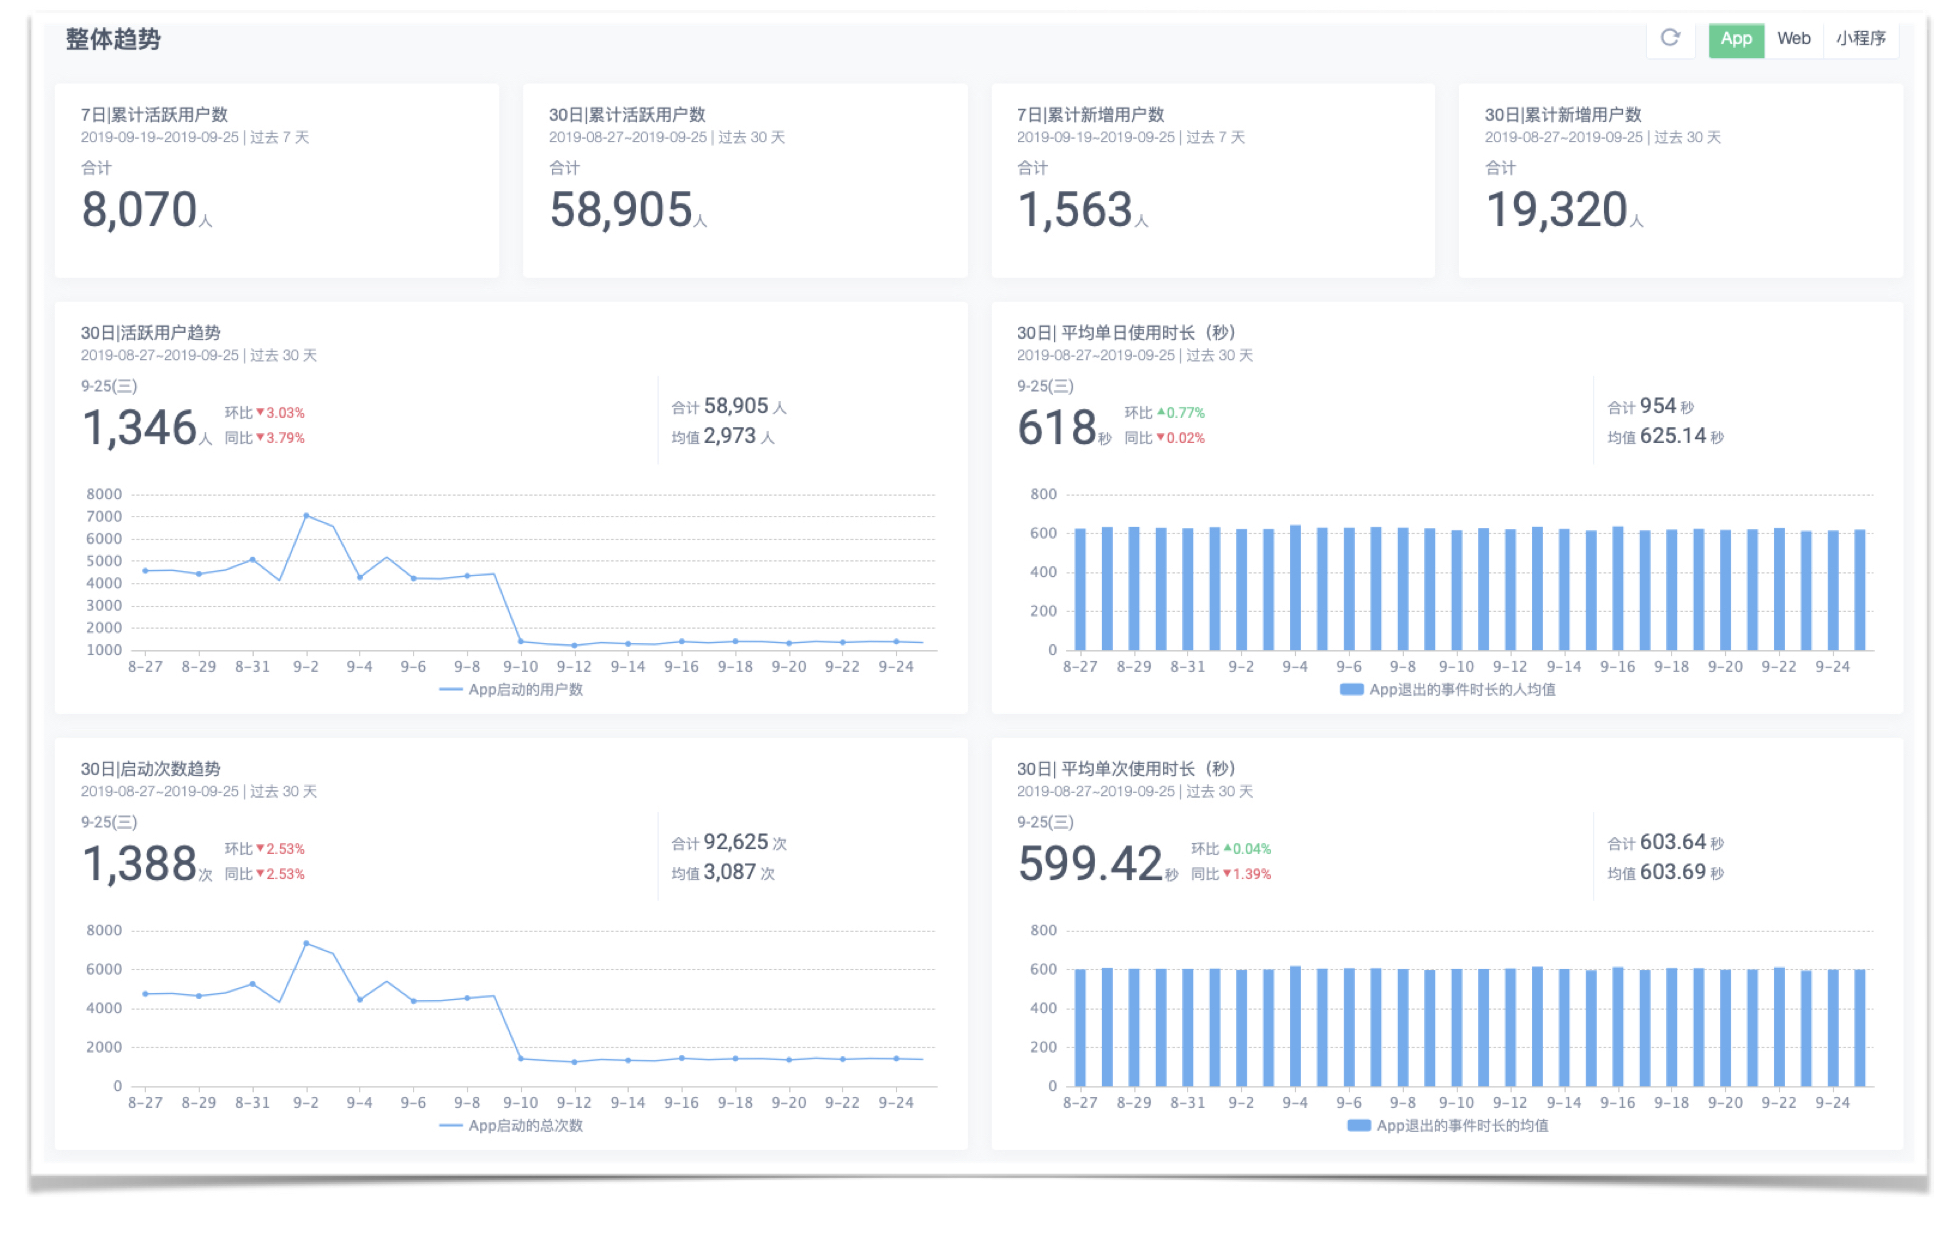 整体趋势
App Web 小程序
7日|累计活跃用户数
2019-09-19~2019-09-25 | 过去 7 天
合计
8,070人
30日|累计活跃用户数
2019-08-27~2019-09-25 | 过去 30 天
合计
58,905人
7日|累计新增用户数
2019-09-19~2019-09-25 | 过去 7 天
合计
1,563人
30日|累计新增用户数
2019-08-27~2019-09-25 | 过去 30 天
合计
19,320人
30日|活跃用户趋势
2019-08-27~2019-09-25 | 过去 30 天
9-25(三)
1,346人
环比▼3.03%
同比▼3.79%
合计 58,905 人
均值 2,973 人
8000
7000
6000
5000
4000
3000
2000
1000
8-27 8-29 8-31 9-2 9-4 9-6 9-8 9-10 9-12 9-14 9-16 9-18 9-20 9-22 9-24
App启动的用户数
30日| 平均单日使用时长（秒）
2019-08-27~2019-09-25 | 过去 30 天
9-25(三)
618秒
环比▲0.77%
同比▼0.02%
合计 954 秒
均值 625.14 秒
800
600
400
200
0
8-27 8-29 8-31 9-2 9-4 9-6 9-8 9-10 9-12 9-14 9-16 9-18 9-20 9-22 9-24
App退出的事件时长的人均值
30日|启动次数趋势
2019-08-27~2019-09-25 | 过去 30 天
9-25(三)
1,388次
环比▼2.53%
同比▼2.53%
合计 92,625 次
均值 3,087 次
8000
6000
4000
2000
0
8-27 8-29 8-31 9-2 9-4 9-6 9-8 9-10 9-12 9-14 9-16 9-18 9-20 9-22 9-24
App启动的总次数
30日| 平均单次使用时长（秒）
2019-08-27~2019-09-25 | 过去 30 天
9-25(三)
599.42秒
环比▲0.04%
同比▼1.39%
合计 603.64 秒
均值 603.69 秒
800
600
400
200
0
8-27 8-29 8-31 9-2 9-4 9-6 9-8 9-10 9-12 9-14 9-16 9-18 9-20 9-22 9-24
App退出的事件时长的均值